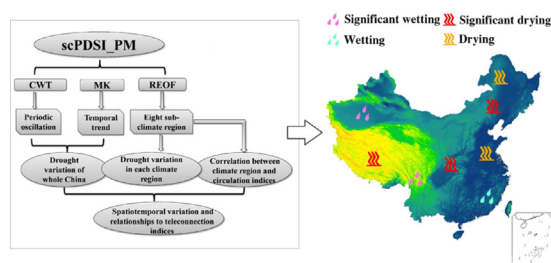 scPDSI_PM
CWT
MK
REOF
Periodic
oscillation
Temporal
trend
Eight sub-
climate region
Drought
variation of
whole China
Drought variation
in each climate
region
Correlation between
climate region and
circulation indices
Spatiotemporal variation and
relationships to teleconnection
indices
Significant wetting
Significant drying
Wetting
Drying